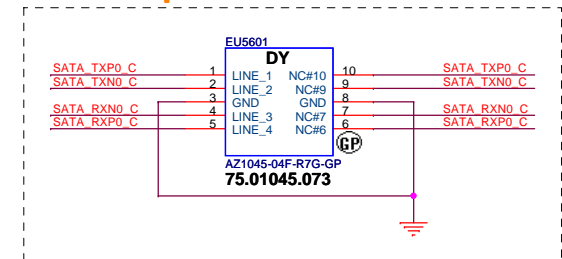 EU5601
DY
SATA_TXP0_C 1 LINE_1 NC#10 10 SATA_TXP0_C
SATA_TXN0_C 2 LINE_2 NC#9 9 SATA_TXN0_C
3 GND GND 8
SATA_RXN0_C 4 LINE_3 NC#7 7 SATA_RXN0_C
SATA_RXP0_C 5 LINE_4 NC#6 6 SATA_RXP0_C
GP
AZ1045-04F-R7G-GP
75.01045.073